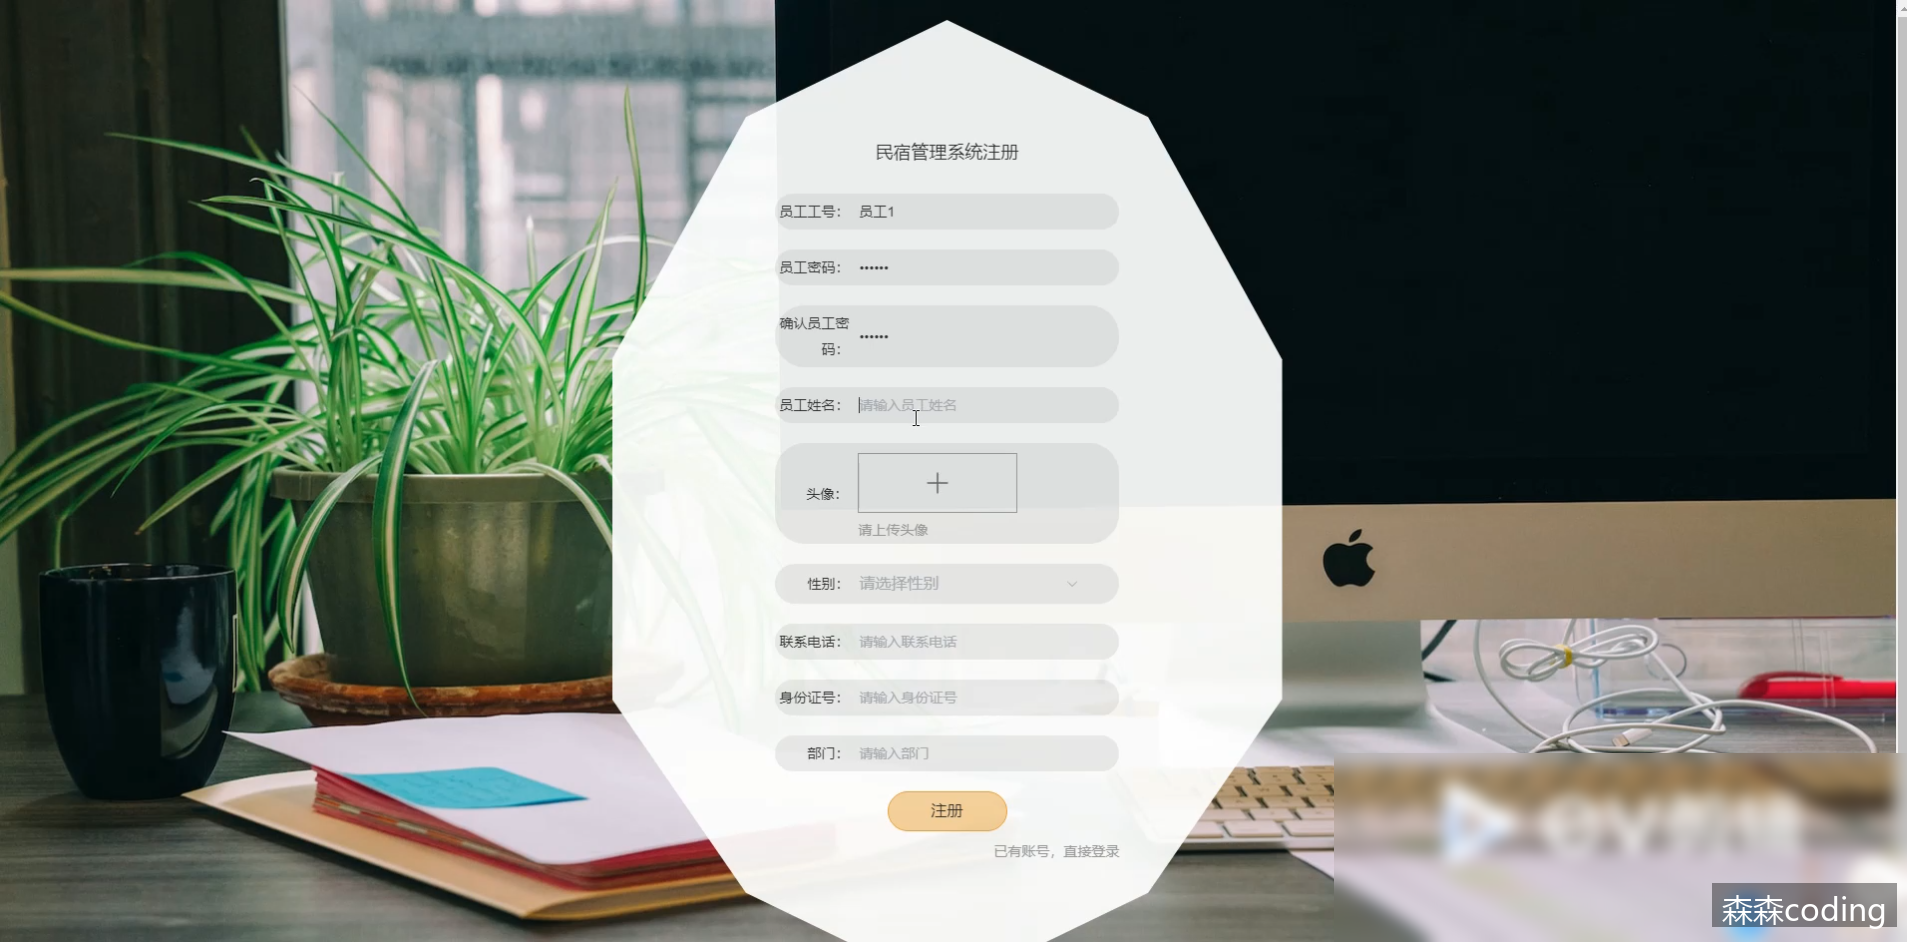 民宿管理系统注册
员工工号： 员工1
员工密码： ••••••
确认员工密
码： ••••••
员工姓名： 请输入员工姓名
头像：
请上传头像
性别： 请选择性别
联系电话： 请输入联系电话
身份证号： 请输入身份证号
部门： 请输入部门
注册
已有账号，直接登录
森森coding